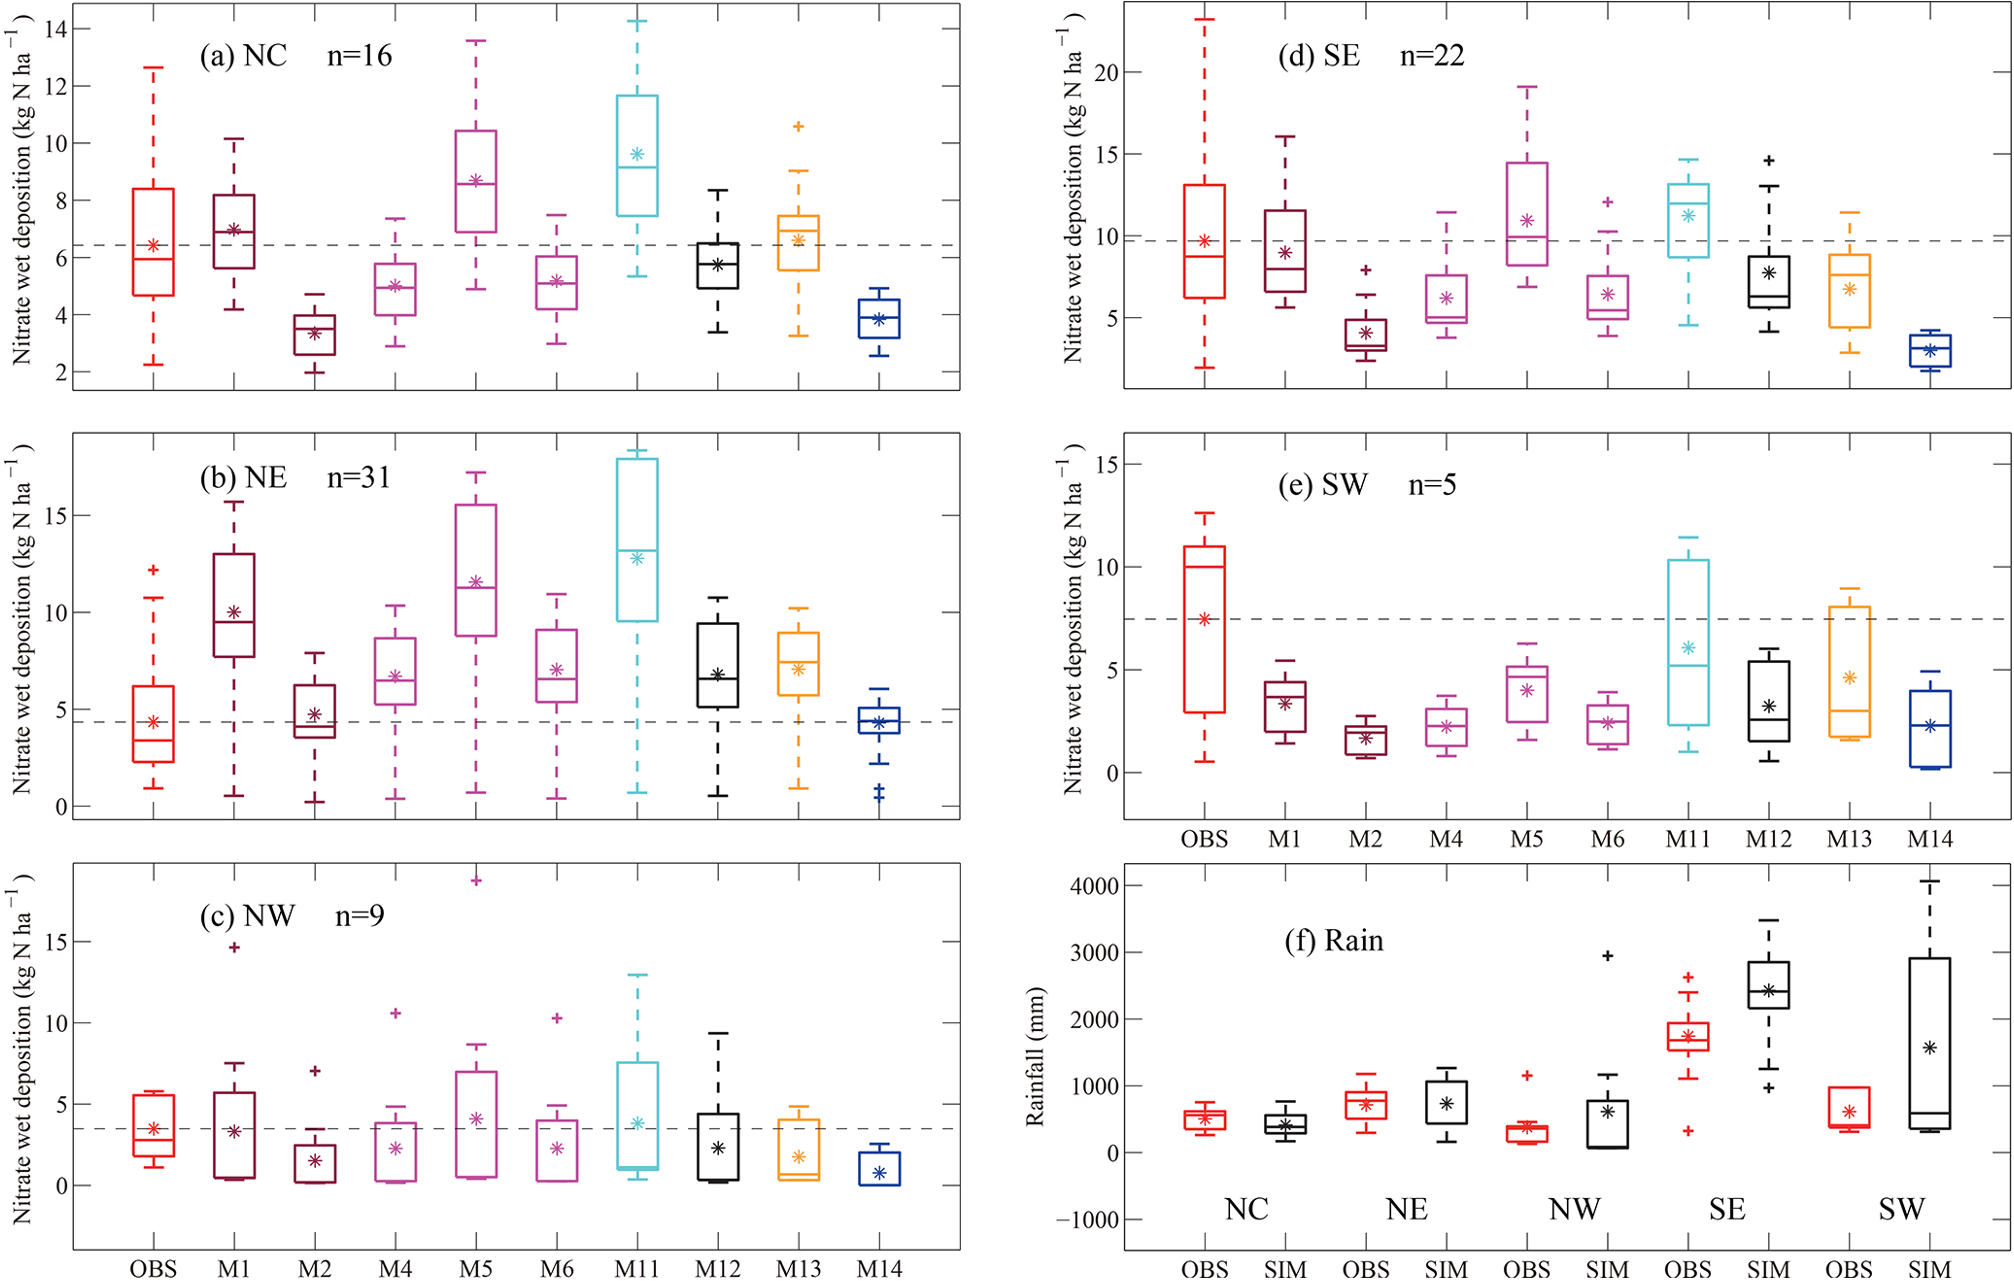 (a) NC n=16
Nitrate wet deposition (kg N ha⁻¹)
14
12
10
8
6
4
2
(b) NE n=31
Nitrate wet deposition (kg N ha⁻¹)
15
10
5
0
(c) NW n=9
Nitrate wet deposition (kg N ha⁻¹)
15
10
5
0
OBS M1 M2 M4 M5 M6 M11 M12 M13 M14
(d) SE n=22
Nitrate wet deposition (kg N ha⁻¹)
20
15
10
5
(e) SW n=5
Nitrate wet deposition (kg N ha⁻¹)
15
10
5
0
OBS M1 M2 M4 M5 M6 M11 M12 M13 M14
(f) Rain
Rainfall (mm)
4000
3000
2000
1000
0
−1000
NC NE NW SE SW
OBS SIM OBS SIM OBS SIM OBS SIM OBS SIM